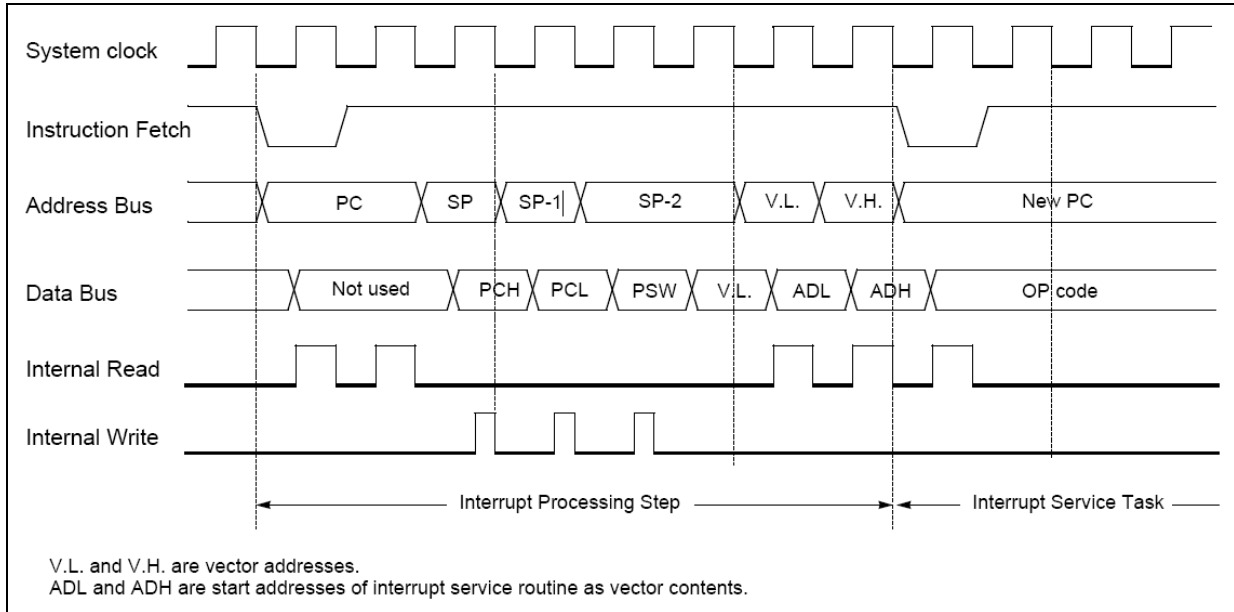 System clock
Instruction Fetch
Address Bus PC SP SP-1 SP-2 V.L. V.H. New PC
Data Bus Not used PCH PCL PSW V.L. ADL ADH OP code
Internal Read
Internal Write
Interrupt Processing Step Interrupt Service Task
V.L. and V.H. are vector addresses.
ADL and ADH are start addresses of interrupt service routine as vector contents.